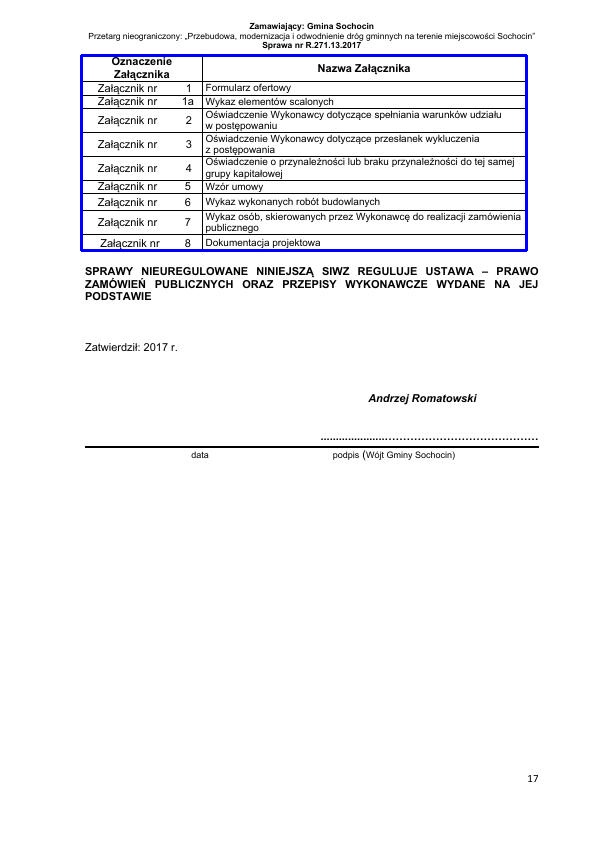 Zamawiający: Gmina Sochocin
Przetarg nieograniczony: „Przebudowa, modernizacja i odwodnienie dróg gminnych na terenie miejscowości Sochocin”
Sprawa nr R.271.13.2017
Oznaczenie
Załącznika
Nazwa Załącznika
Załącznik nr 1 Formularz ofertowy
Załącznik nr 1a Wykaz elementów scalonych
Załącznik nr 2 Oświadczenie Wykonawcy dotyczące spełniania warunków udziału
w postępowaniu
Załącznik nr 3 Oświadczenie Wykonawcy dotyczące przesłanek wykluczenia
z postępowania
Załącznik nr 4 Oświadczenie o przynależności lub braku przynależności do tej samej
grupy kapitałowej
Załącznik nr 5 Wzór umowy
Załącznik nr 6 Wykaz wykonanych robót budowlanych
Załącznik nr 7 Wykaz osób, skierowanych przez Wykonawcę do realizacji zamówienia
publicznego
Załącznik nr 8 Dokumentacja projektowa
SPRAWY NIEUREGULOWANE NINIEJSZĄ SIWZ REGULUJE USTAWA – PRAWO
ZAMÓWIEŃ PUBLICZNYCH ORAZ PRZEPISY WYKONAWCZE WYDANE NA JEJ
PODSTAWIE
Zatwierdził: 2017 r.
Andrzej Romatowski
................................................................
data podpis (Wójt Gminy Sochocin)
17